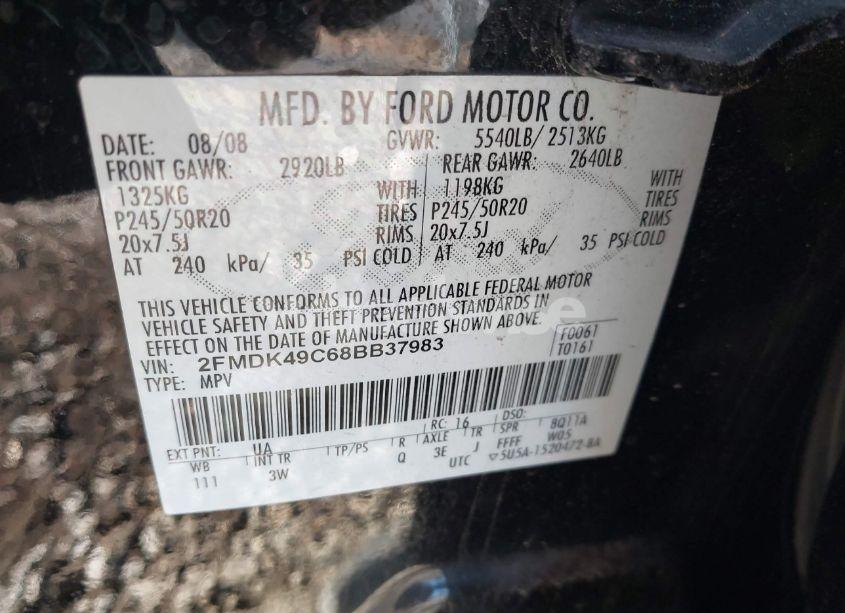 MFD. BY FORD MOTOR CO.
DATE: 08/08 GVWR: 5540LB/ 2513KG
FRONT GAWR: 2920LB REAR GAWR: 2640LB
1325KG WITH 1198KG WITH
P245/50R20 TIRES P245/50R20 TIRES
20x7.5J RIMS 20x7.5J RIMS
AT 240 kPa/ 35 PSI COLD AT 240 kPa/ 35 PSI COLD
THIS VEHICLE CONFORMS TO ALL APPLICABLE FEDERAL MOTOR
VEHICLE SAFETY AND THEFT PREVENTION STANDARDS IN
EFFECT ON THE DATE OF MANUFACTURE SHOWN ABOVE.
VIN: 2FMDK49C68BB37983 F0061
TYPE: MPV T0161
EXT PNT: UA RC: 16 DSO:
WB INT TR TP/PS R AXLE TR SPR 8Q11A
111 3W Q 3E J FFFF W05
UTC 5U5A-1520472-BA